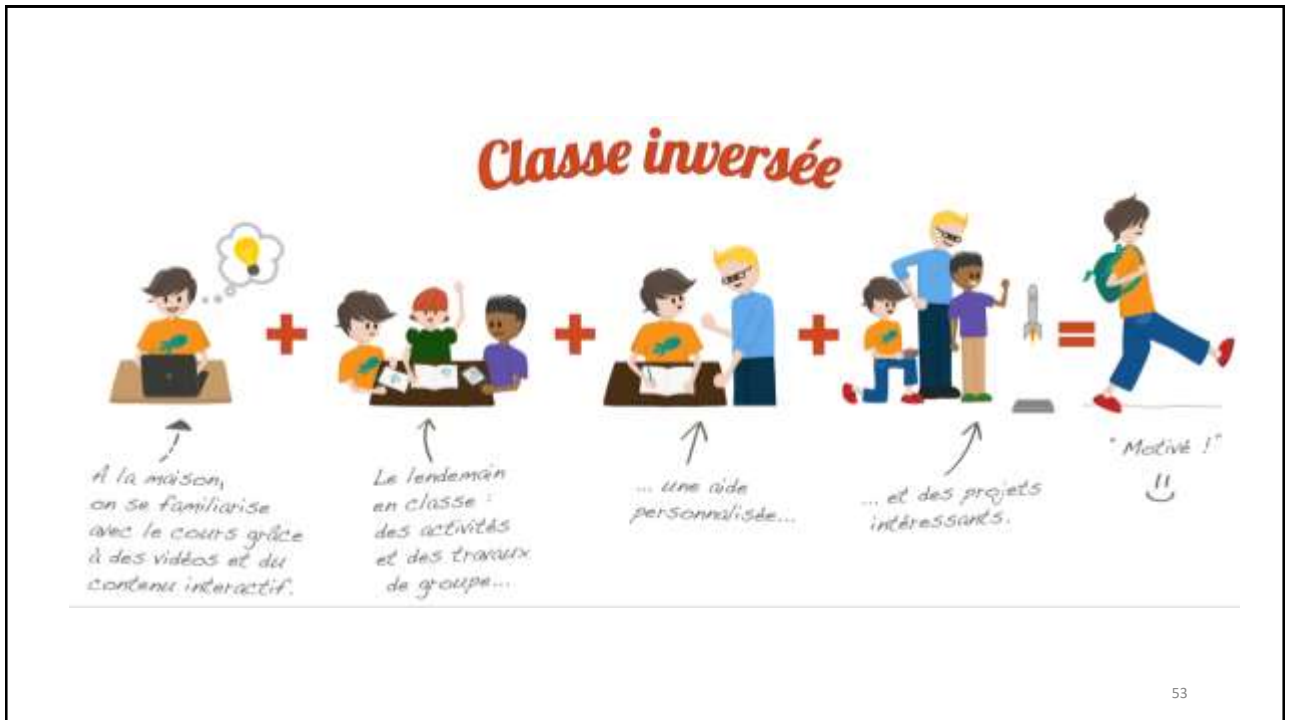 Classe inversée
A la maison,
on se familiarise
avec le cours grâce
à des vidéos et du
contenu interactif.
Le lendemain
en classe :
des activités
et des travaux
de groupe...
... une aide
personnalisée...
... et des projets
intéressants.
"Motivé !"
53